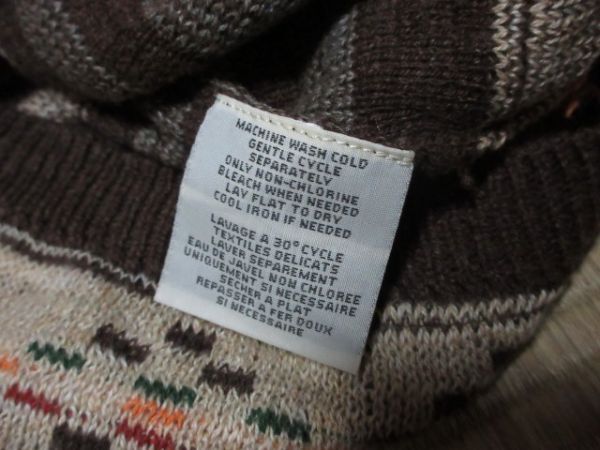 MACHINE WASH COLD
GENTLE CYCLE
SEPARATELY
ONLY NON-CHLORINE
BLEACH WHEN NEEDED
LAY FLAT TO DRY
COOL IRON IF NEEDED
LAVAGE A 30° CYCLE
TEXTILES DELICATS
LAVER SEPAREMENT
EAU DE JAVEL NON CHLOREE
UNIQUEMENT SI NECESSAIRE
SECHER A PLAT
REPASSER A FER DOUX
SI NECESSAIRE